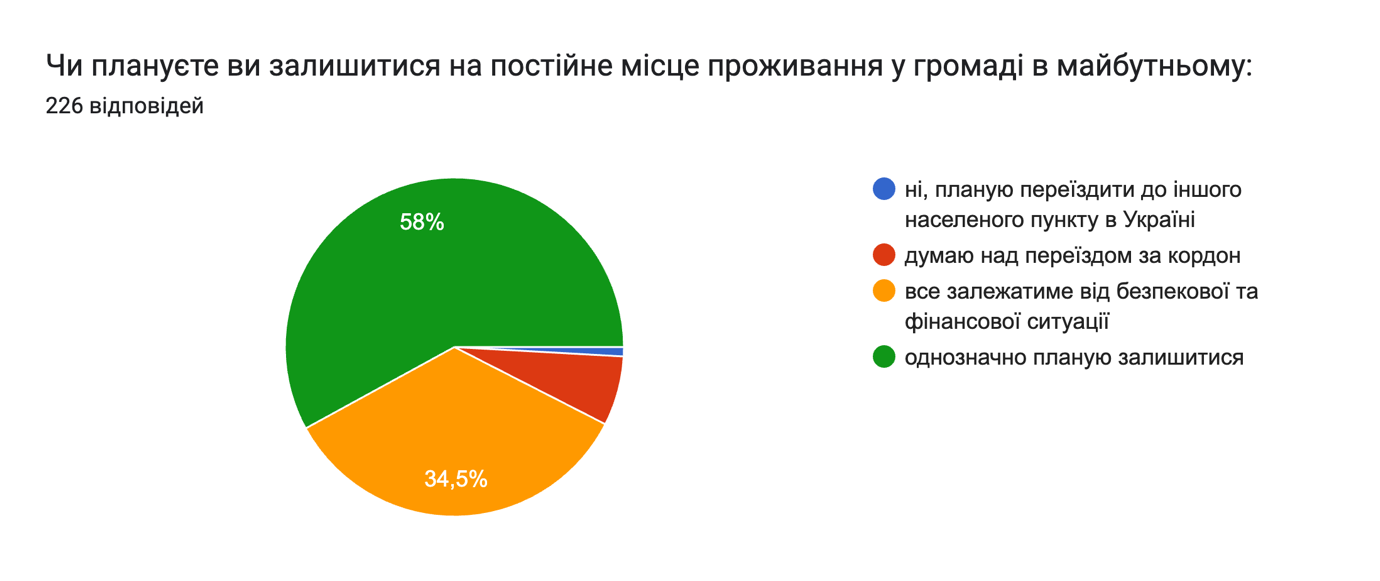 Чи плануєте ви залишитися на постійне місце проживання у громаді в майбутньому:
226 відповідей
58%
34,5%
ні, планую переїздити до іншого
населеного пункту в Україні
думаю над переїздом за кордон
все залежатиме від безпекової та
фінансової ситуації
однозначно планую залишитися